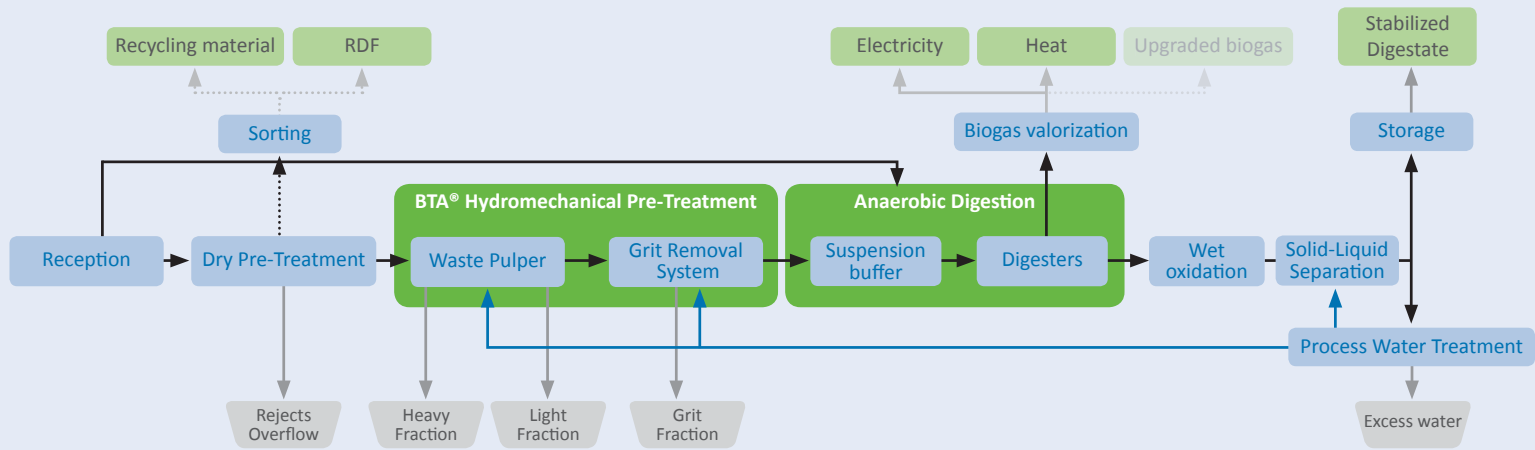 Recycling material
RDF
Electricity
Heat
Upgraded biogas
Stabilized
Digestate
Sorting
Biogas valorization
Storage
BTA® Hydromechanical Pre-Treatment
Anaerobic Digestion
Reception
Dry Pre-Treatment
Waste Pulper
Grit Removal
System
Suspension
buffer
Digesters
Wet
oxidation
Solid-Liquid
Separation
Process Water Treatment
Rejects
Overflow
Heavy
Fraction
Light
Fraction
Grit
Fraction
Excess water